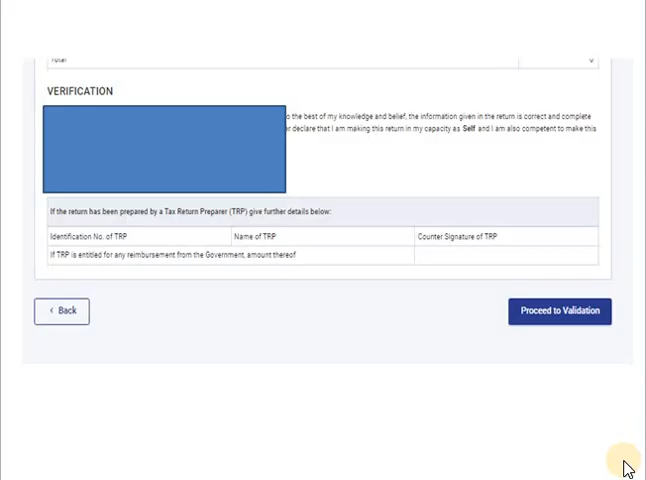 Total 0
VERIFICATION
o the best of my knowledge and belief, the information given in the return is correct and complete
er declare that I am making this return in my capacity as Self and I am also competent to make this
If the return has been prepared by a Tax Return Preparer (TRP) give further details below:
Identification No. of TRP Name of TRP Counter Signature of TRP
If TRP is entitled for any reimbursement from the Government, amount thereof
‹ Back Proceed to Validation